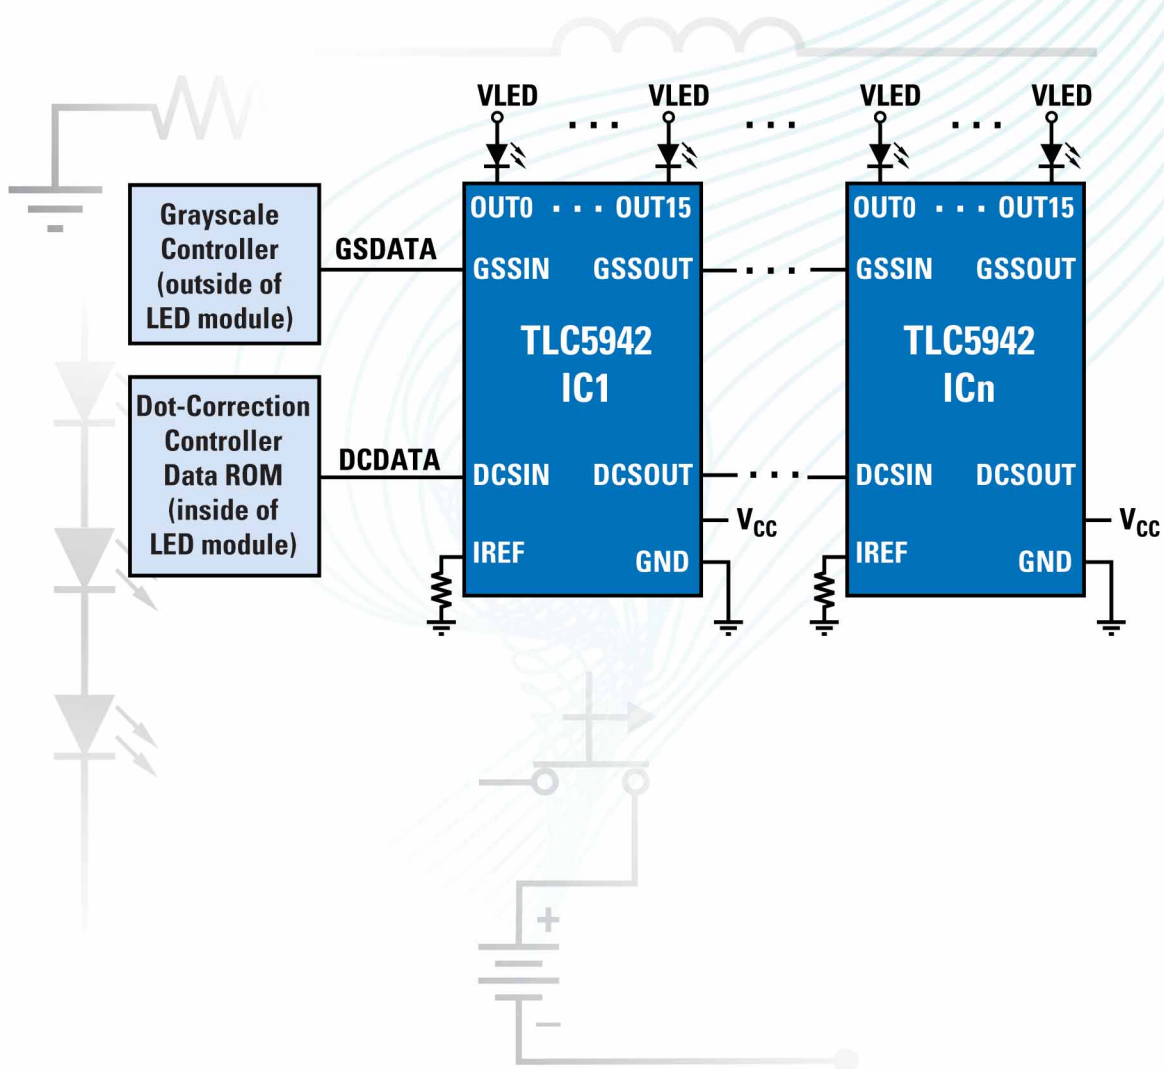 VLED VLED VLED VLED
. . . . . . . . .
OUT0 . . . OUT15
OUT0 . . . OUT15
Grayscale
Controller
(outside of
LED module)
GSDATA
GSSIN GSSOUT . . . GSSIN GSSOUT
TLC5942
IC1
TLC5942
ICn
Dot-Correction
Controller
Data ROM
(inside of
LED module)
DCDATA
DCSIN DCSOUT . . . DCSIN DCSOUT
VCC VCC
IREF GND IREF GND
+
–